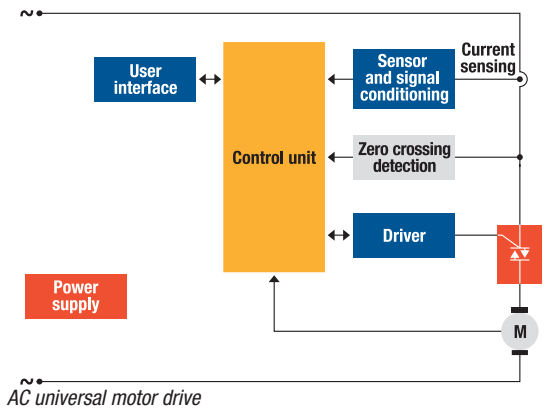 ~
User
interface
Control unit
Sensor
and signal
conditioning
Current
sensing
Zero crossing
detection
Driver
Power
supply
M
~
AC universal motor drive